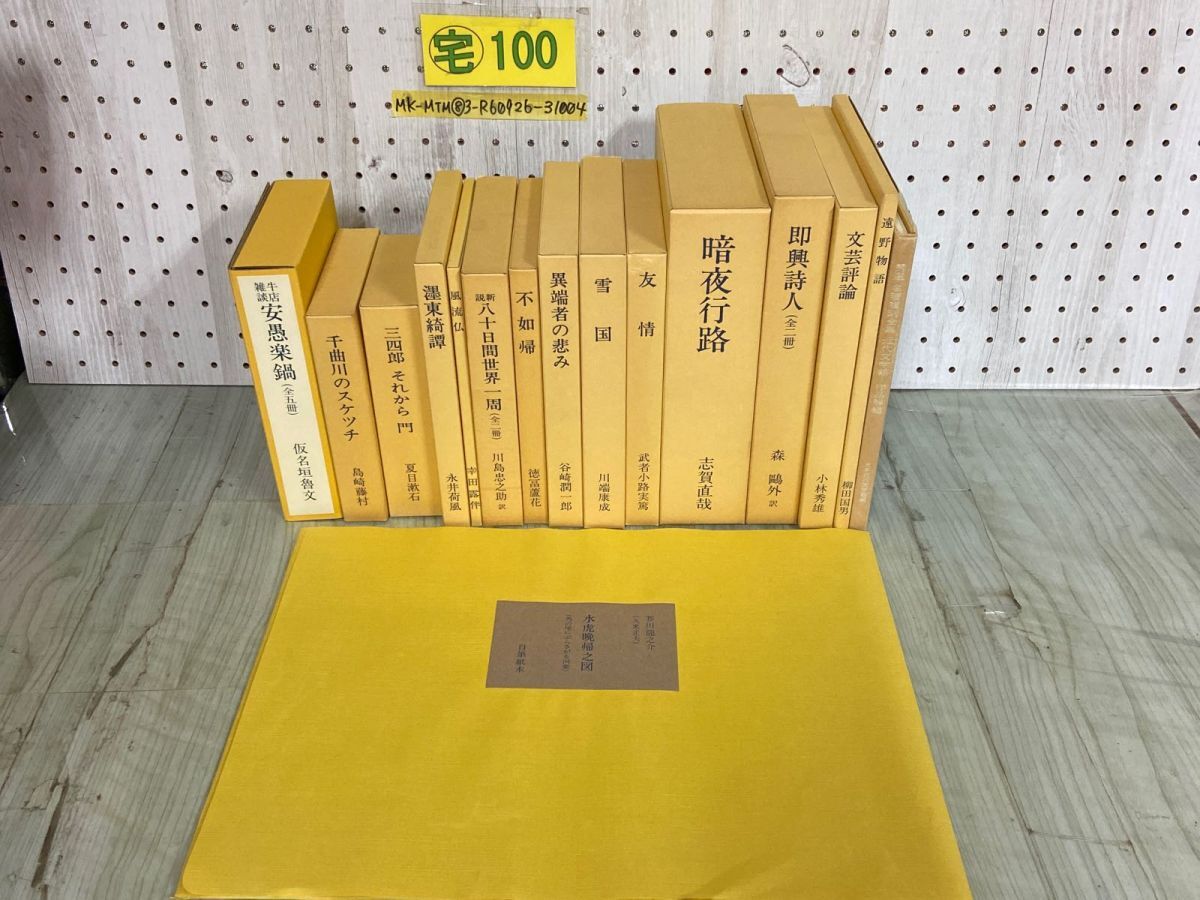 宅 100
MK-MTM⑧3-R60926-31004
牛店
雑談
安愚楽鍋
(全五冊)
仮名垣魯文
千曲川のスケツチ
島崎藤村
三四郎 それから 門
夏目漱石
濹東綺譚
永井荷風
風流仏
幸田露伴
新説
八十日間世界一周
(全二冊)
川島忠之助 訳
不如帰
徳冨蘆花
異端者の悲み
谷崎潤一郎
雪国
川端康成
友情
武者小路実篤
暗夜行路
志賀直哉
即興詩人
(全二冊)
森 鷗外 訳
文芸評論
小林秀雄
遠野物語
柳田国男
芥川龍之介
水虎晩帰之図
自筆紙本